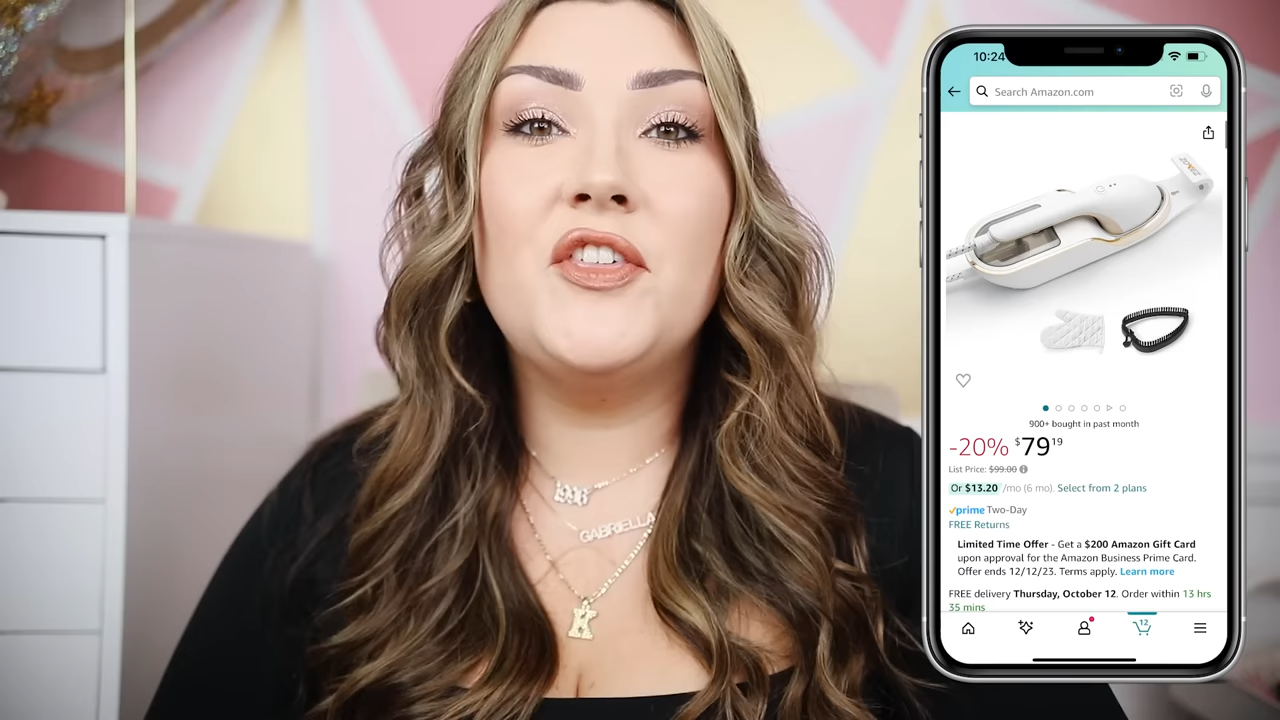 1993
GABRIELLA
K
10:24
Search Amazon.com
900+ bought in past month
-20% $79 19
List Price: $99.00
Or $13.20 /mo (6 mo). Select from 2 plans
prime Two-Day
FREE Returns
Limited Time Offer - Get a $200 Amazon Gift Card
upon approval for the Amazon Business Prime Card.
Offer ends 12/12/23. Terms apply. Learn more
FREE delivery Thursday, October 12. Order within 13 hrs
35 mins
12